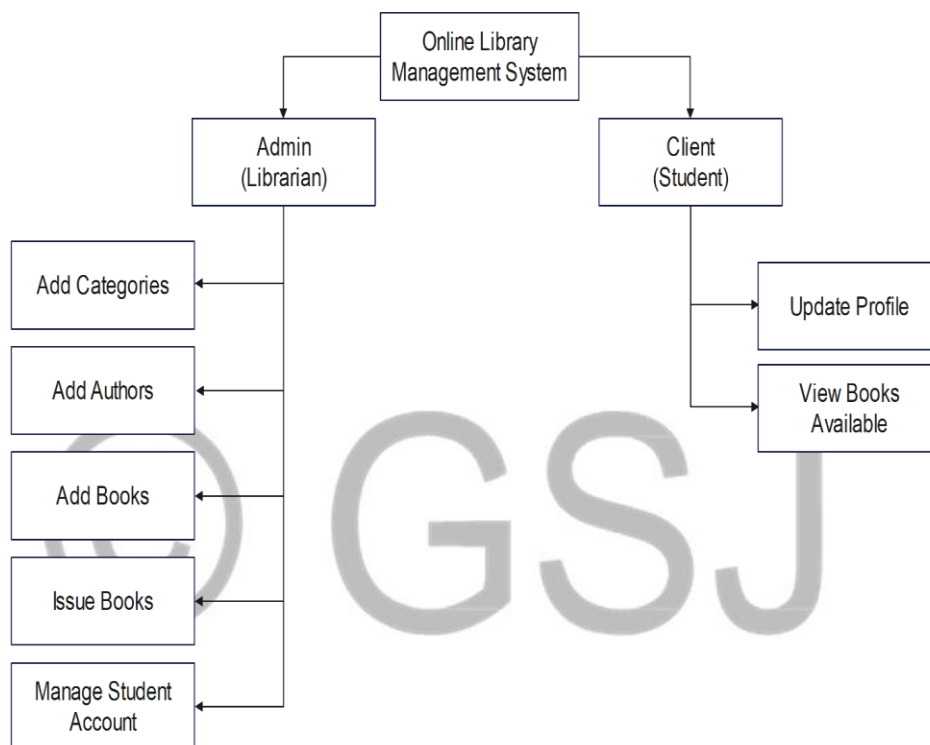 Online Library
Management System
Admin
(Librarian)
Client
(Student)
Add Categories
Update Profile
Add Authors
View Books
Available
Add Books
Issue Books
Manage Student
Account
© GSJ